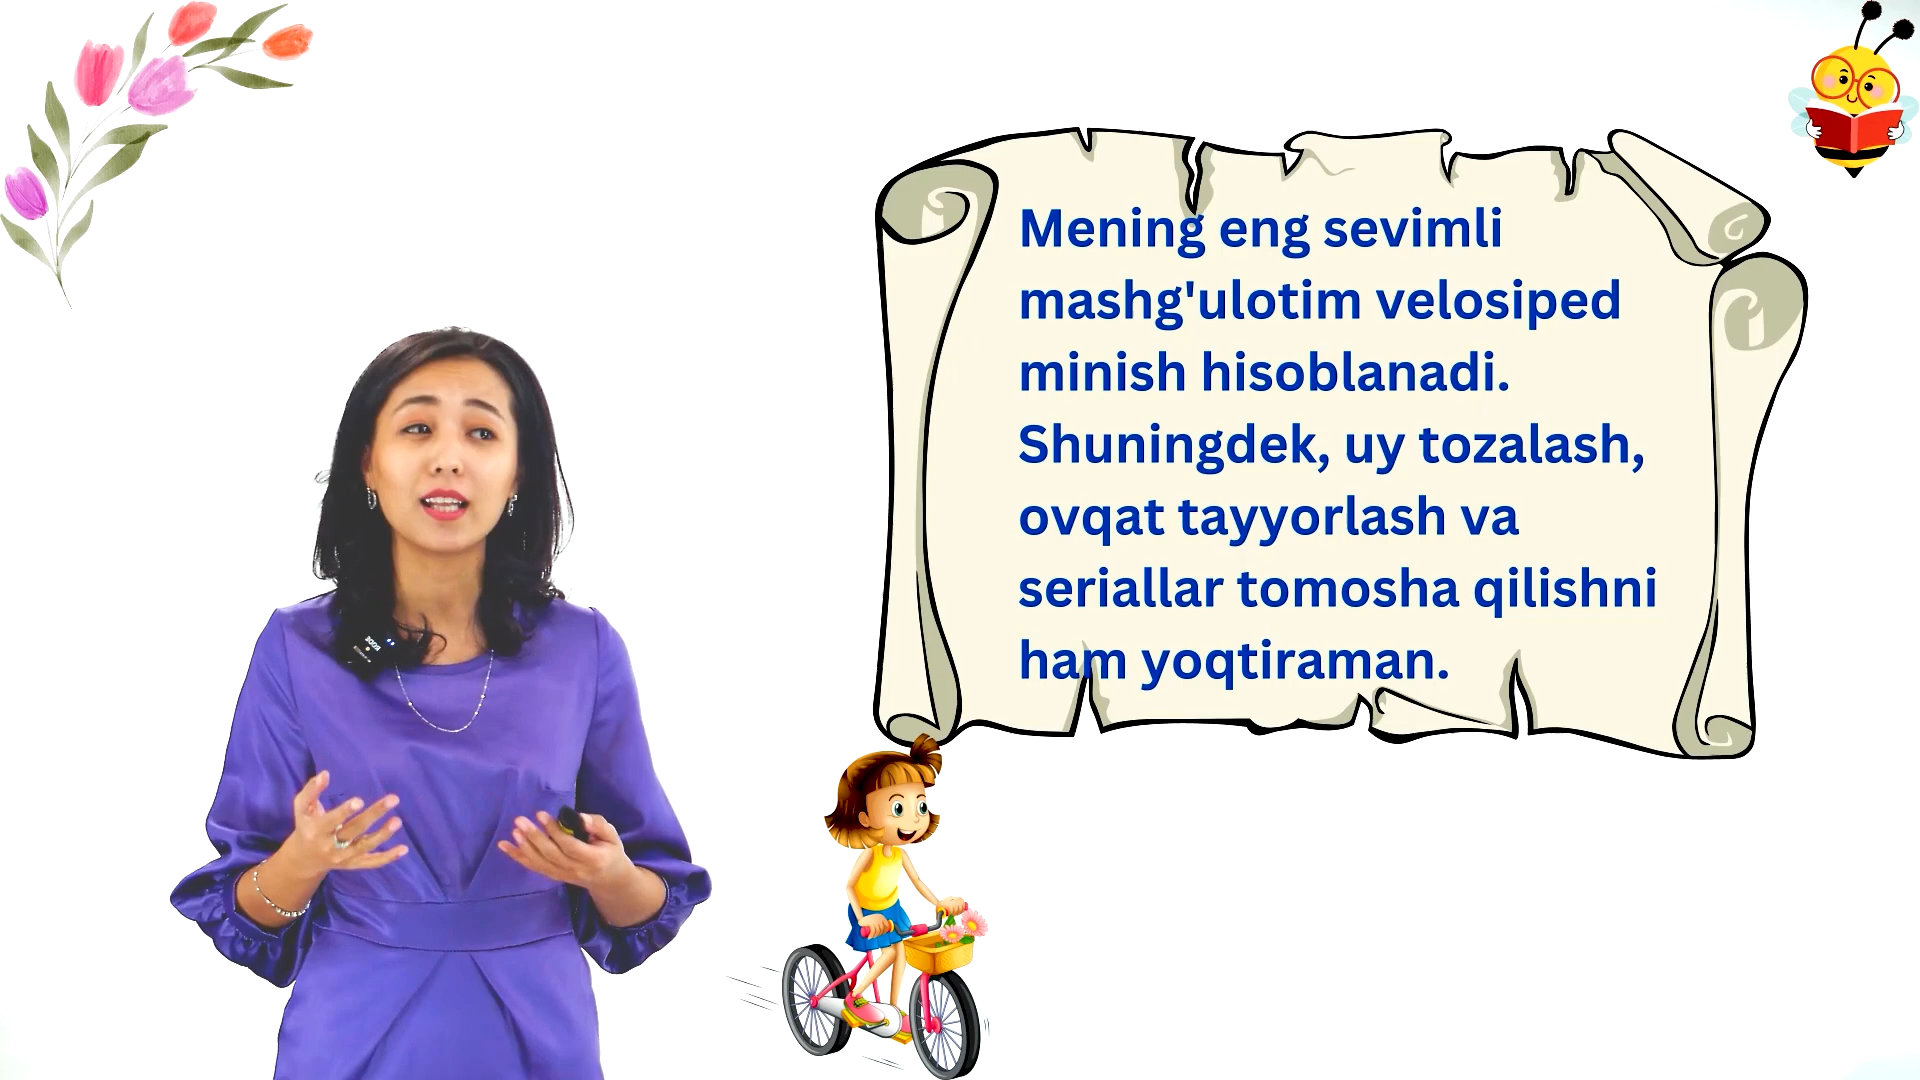 Mening eng sevimli
mashg'ulotim velosiped
minish hisoblanadi.
Shuningdek, uy tozalash,
ovqat tayyorlash va
seriallar tomosha qilishni
ham yoqtiraman.